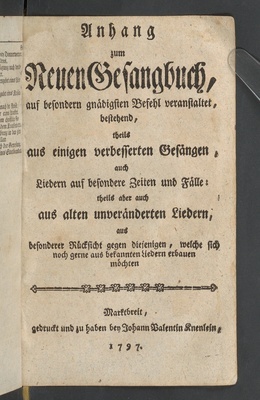 Anhang
zum
Neuen Gesangbuch,
auf besondern gnädigsten Befehl veranstaltet,
bestehend,
theils
aus einigen verbesserten Gesängen,
auch
Liedern auf besondere Zeiten und Fälle:
theils aber auch
aus alten unveränderten Liedern,
aus
besonderer Rücksicht gegen diejenigen, welche sich
noch gerne aus bekannten Liedern erbauen
möchten
Marktbreit,
gedruckt und zu haben bey Johann Valentin Knenlein,
1797.